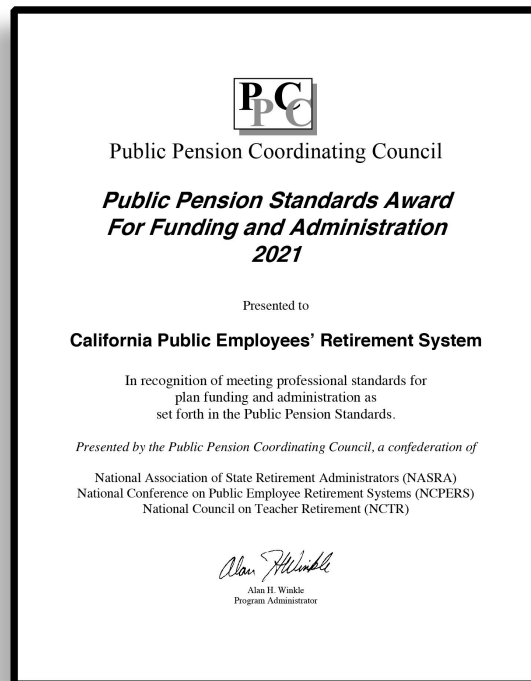 PPCC
Public Pension Coordinating Council
Public Pension Standards Award
For Funding and Administration
2021
Presented to
California Public Employees' Retirement System
In recognition of meeting professional standards for
plan funding and administration as
set forth in the Public Pension Standards.
Presented by the Public Pension Coordinating Council, a confederation of
National Association of State Retirement Administrators (NASRA)
National Conference on Public Employee Retirement Systems (NCPERS)
National Council on Teacher Retirement (NCTR)
Alan H Winkle
Alan H. Winkle
Program Administrator